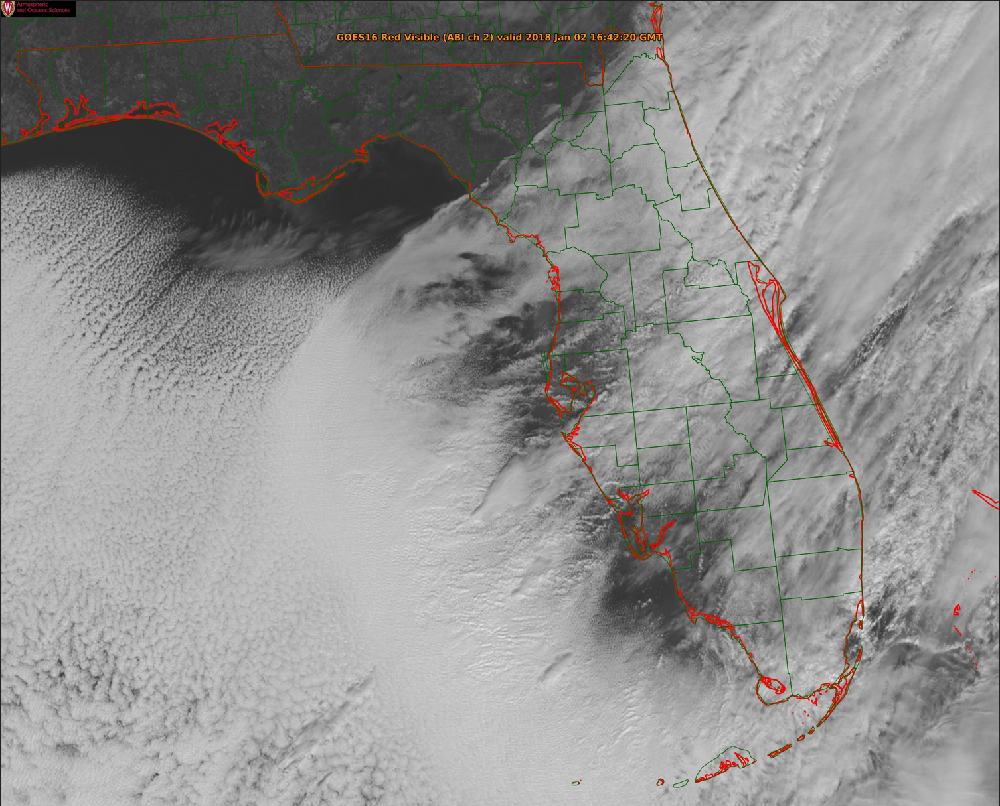 W
Atmospheric
and Oceanic Sciences
GOES16 Red Visible (ABI ch 2) valid 2018 Jan 02 16:42:20 GMT